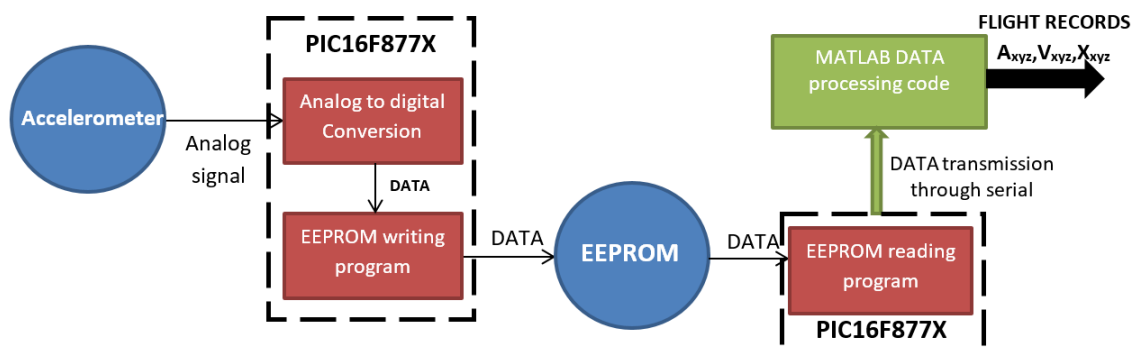 PIC16F877X
Accelerometer
Analog
signal
Analog to digital
Conversion
DATA
EEPROM writing
program
DATA
EEPROM
DATA
EEPROM reading
program
PIC16F877X
DATA transmission
through serial
MATLAB DATA
processing code
FLIGHT RECORDS
Axyz,Vxyz,Xxyz